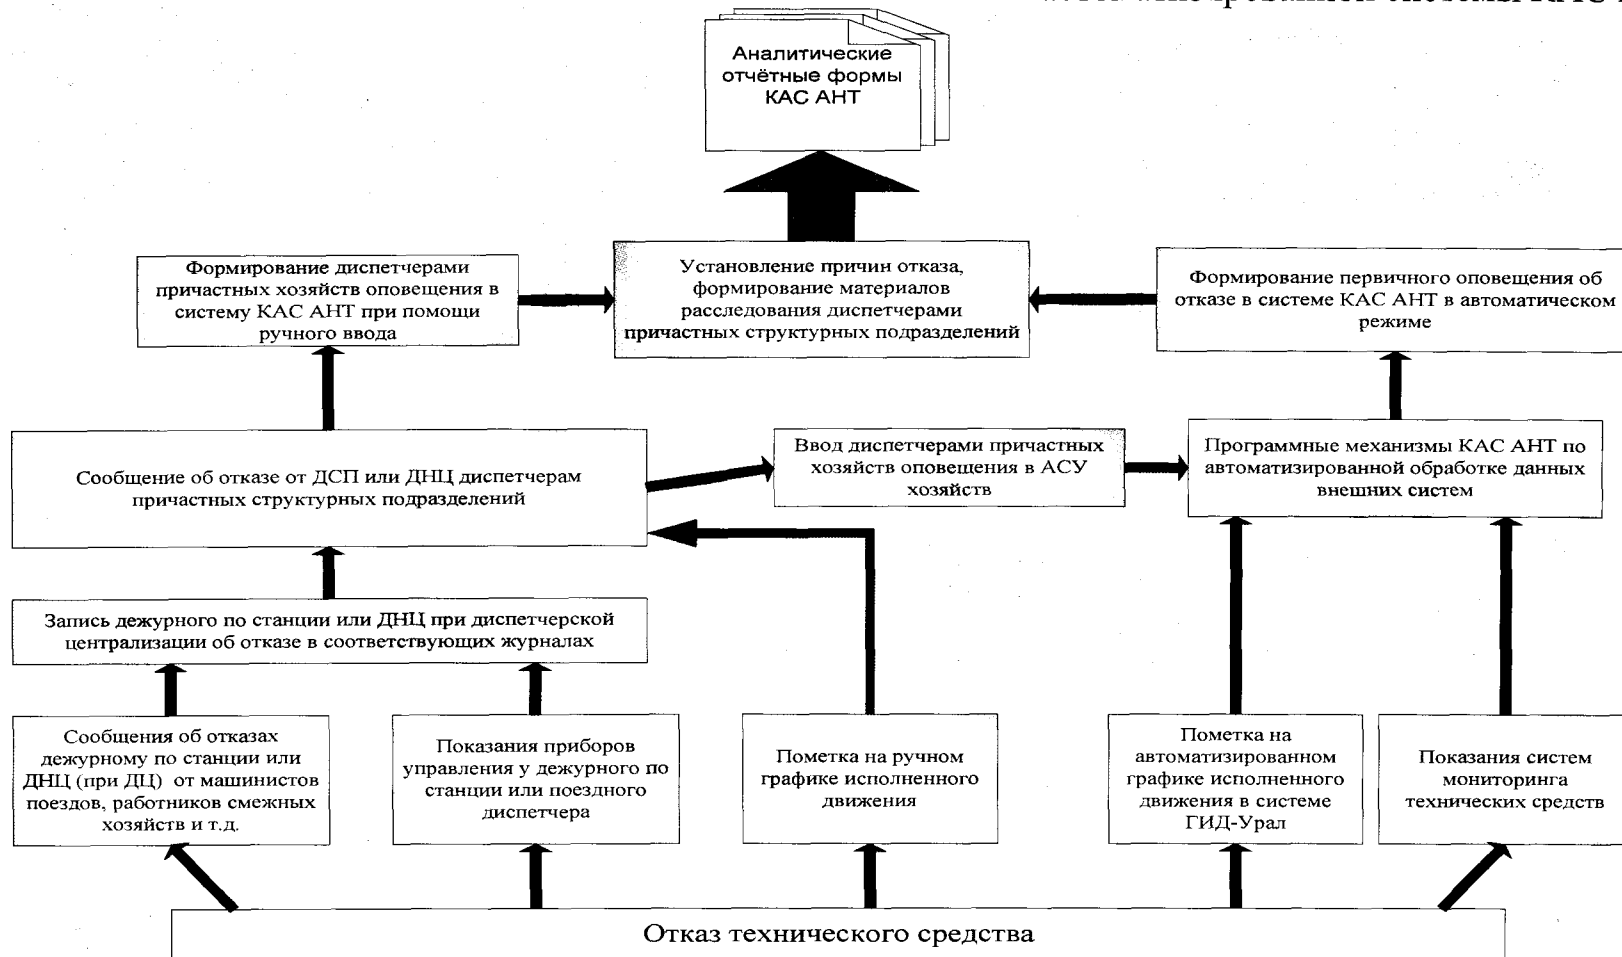 Аналитические
отчётные формы
КАС АНТ
Формирование диспетчерами
причастных хозяйств оповещения в
систему КАС АНТ при помощи
ручного ввода
Установление причин отказа,
формирование материалов
расследования диспетчерами
причастных структурных подразделений
Формирование первичного оповещения об
отказе в системе КАС АНТ в автоматическом
режиме
Сообщение об отказе от ДСП или ДНЦ диспетчерам
причастных структурных подразделений
Ввод диспетчерами причастных
хозяйств оповещения в АСУ
хозяйств
Программные механизмы КАС АНТ по
автоматизированной обработке данных
внешних систем
Запись дежурного по станции или ДНЦ при диспетчерской
централизации об отказе в соответствующих журналах
Сообщения об отказах
дежурному по станции или
ДНЦ (при ДЦ) от машинистов
поездов, работников смежных
хозяйств и т.д.
Показания приборов
управления у дежурного по
станции или поездного
диспетчера
Пометка на ручном
графике исполненного
движения
Пометка на
автоматизированном
графике исполненного
движения в системе
ГИД-Урал
Показания систем
мониторинга
технических средств
Отказ технического средства